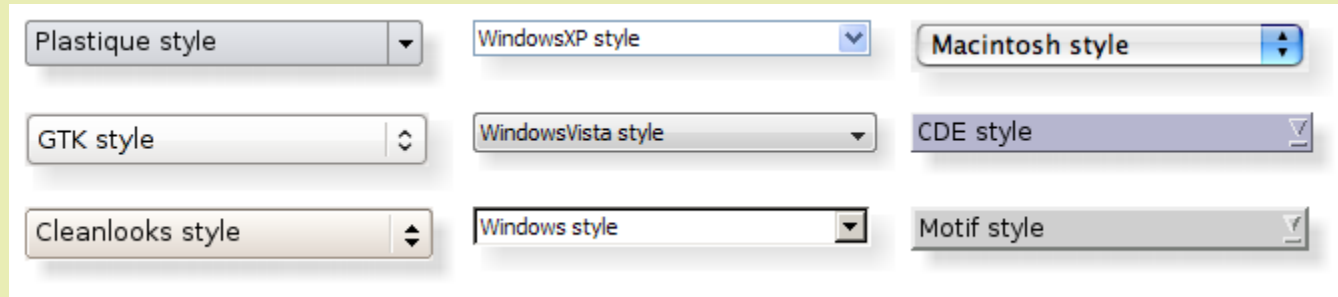 Plastique style
WindowsXP style
Macintosh style
GTK style
WindowsVista style
CDE style
Cleanlooks style
Windows style
Motif style